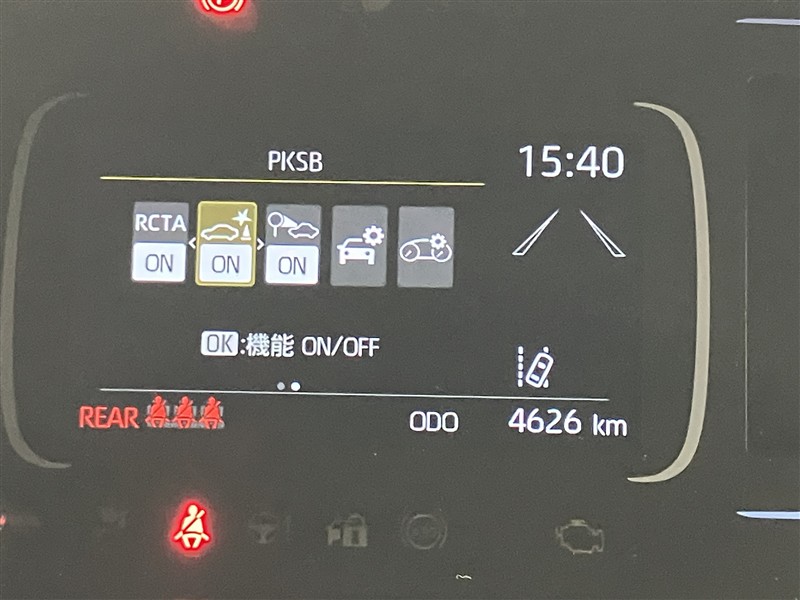 PKSB
15:40
RCTA
ON ON ON
OK:機能 ON/OFF
REAR
ODO 4626 km